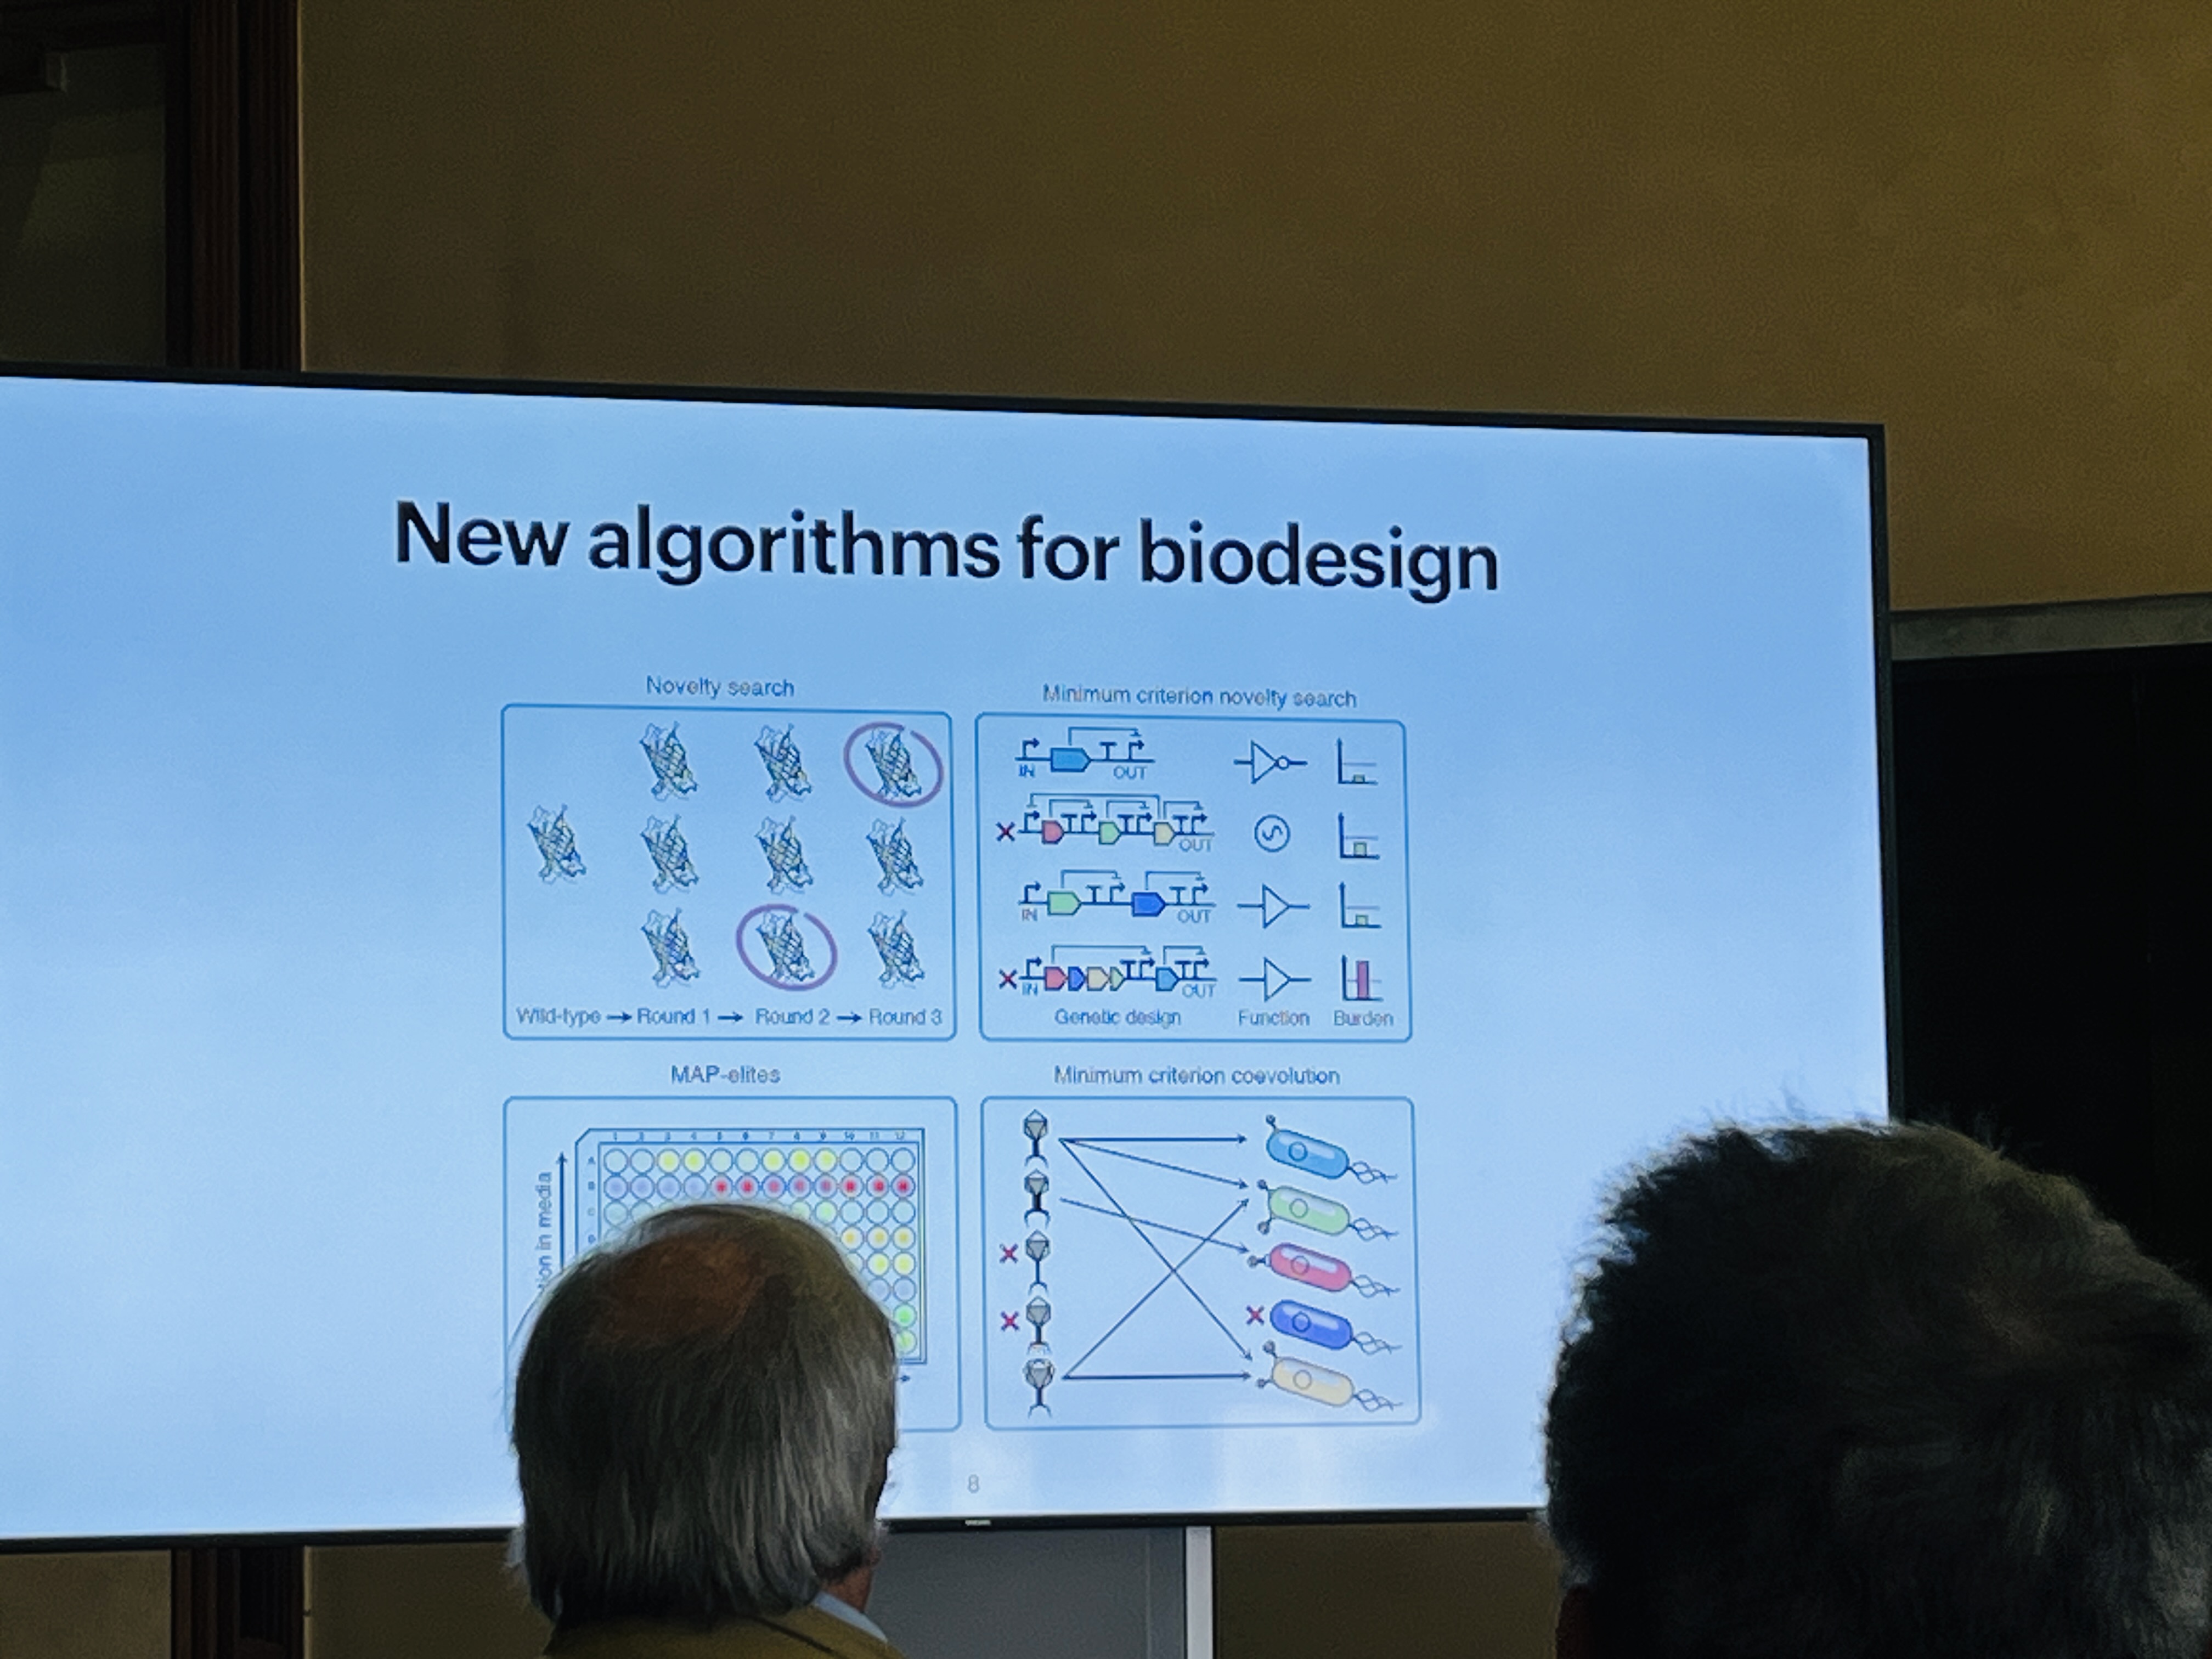 New algorithms for biodesign
Novelty search
Wild-type → Round 1 → Round 2 → Round 3
Minimum criterion novelty search
IN OUT
OUT
IN OUT
IN OUT
Genetic design Function Burden
MAP-elites
1 2 3 4 5 6 7 8 9 10 11 12
A
B
C
D
in media
Minimum criterion coevolution
8